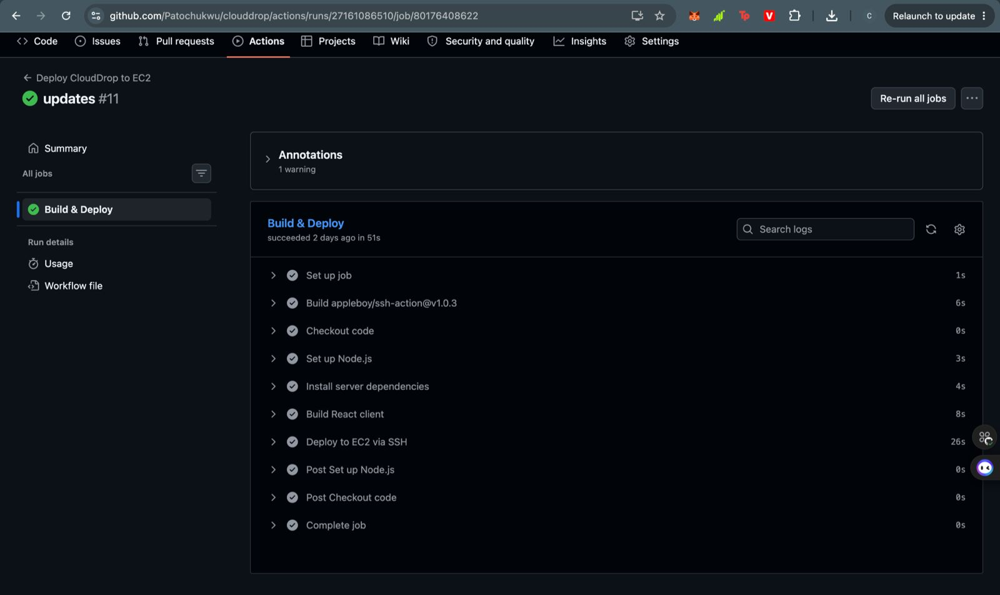 github.com/Patochukwu/clouddrop/actions/runs/27161086510/job/80176408622
Tp
V
C
Relaunch to update
Code
Issues
Pull requests
Actions
Projects
Wiki
Security and quality
Insights
Settings
Deploy CloudDrop to EC2
updates #11
Re-run all jobs
Summary
All jobs
Build & Deploy
Run details
Usage
Workflow file
Annotations
1 warning
Build & Deploy
succeeded 2 days ago in 51s
Search logs
Set up job 1s
Build appleboy/ssh-action@v1.0.3 6s
Checkout code 0s
Set up Node.js 3s
Install server dependencies 4s
Build React client 8s
Deploy to EC2 via SSH 26s
Post Set up Node.js 0s
Post Checkout code 0s
Complete job 0s